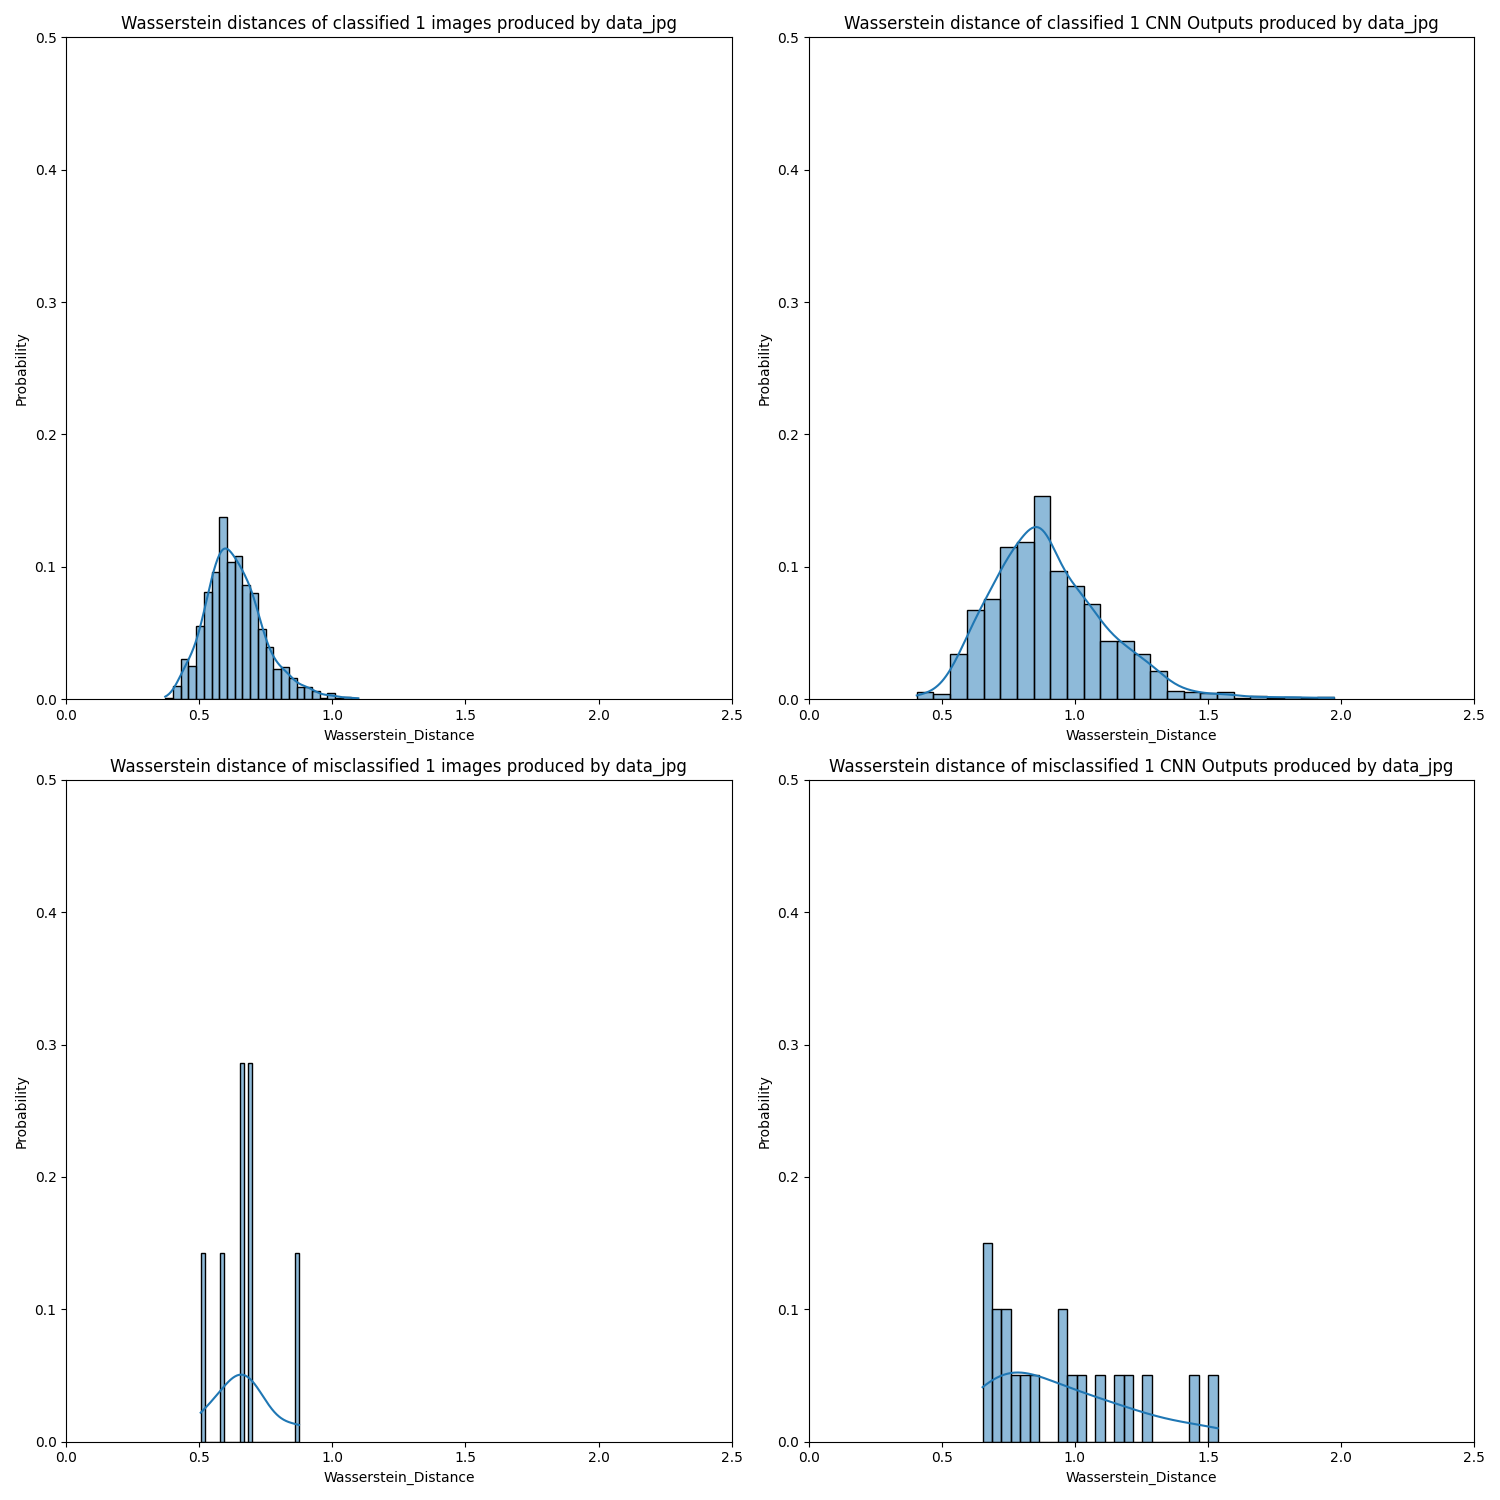 Wasserstein distances of classified 1 images produced by data_jpg
0.5
0.4
0.3
0.2
0.1
0.0
Probability
0.0 0.5 1.0 1.5 2.0 2.5
Wasserstein_Distance
Wasserstein distance of classified 1 CNN Outputs produced by data_jpg
0.5
0.4
0.3
0.2
0.1
0.0
Probability
0.0 0.5 1.0 1.5 2.0 2.5
Wasserstein_Distance
Wasserstein distance of misclassified 1 images produced by data_jpg
0.5
0.4
0.3
0.2
0.1
0.0
Probability
0.0 0.5 1.0 1.5 2.0 2.5
Wasserstein_Distance
Wasserstein distance of misclassified 1 CNN Outputs produced by data_jpg
0.5
0.4
0.3
0.2
0.1
0.0
Probability
0.0 0.5 1.0 1.5 2.0 2.5
Wasserstein_Distance